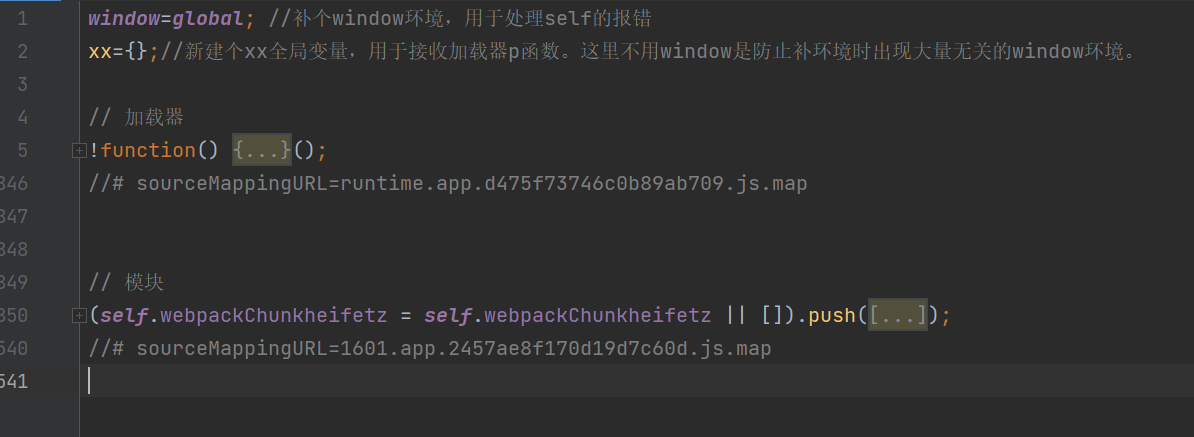 1 window=global; //补个window环境，用于处理self的报错
2 xx={};//新建个xx全局变量，用于接收加载器p函数。这里不用window是防止补环境时出现大量无关的window环境。
3
4 // 加载器
5 !function() {...}();
346 //# sourceMappingURL=runtime.app.d475f73746c0b89ab709.js.map
347
348
349 // 模块
350 (self.webpackChunkheifetz = self.webpackChunkheifetz || []).push([...]);
540 //# sourceMappingURL=1601.app.2457ae8f170d19d7c60d.js.map
541